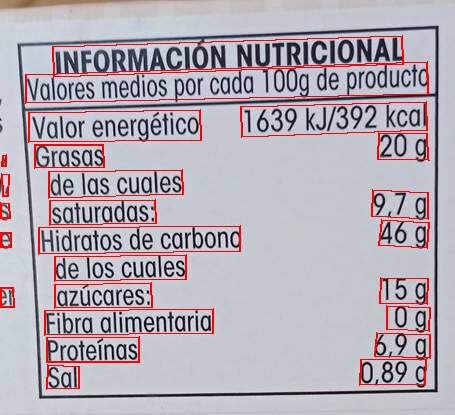 INFORMACIÓN NUTRICIONAL
Valores medios por cada 100g de producto
Valor energético 1639 kJ/392 kcal
Grasas 20 g
de las cuales
saturadas: 9,7 g
Hidratos de carbono 46 g
de los cuales
azúcares: 15 g
Fibra alimentaria 0 g
Proteínas 6,9 g
Sal 0,89 g